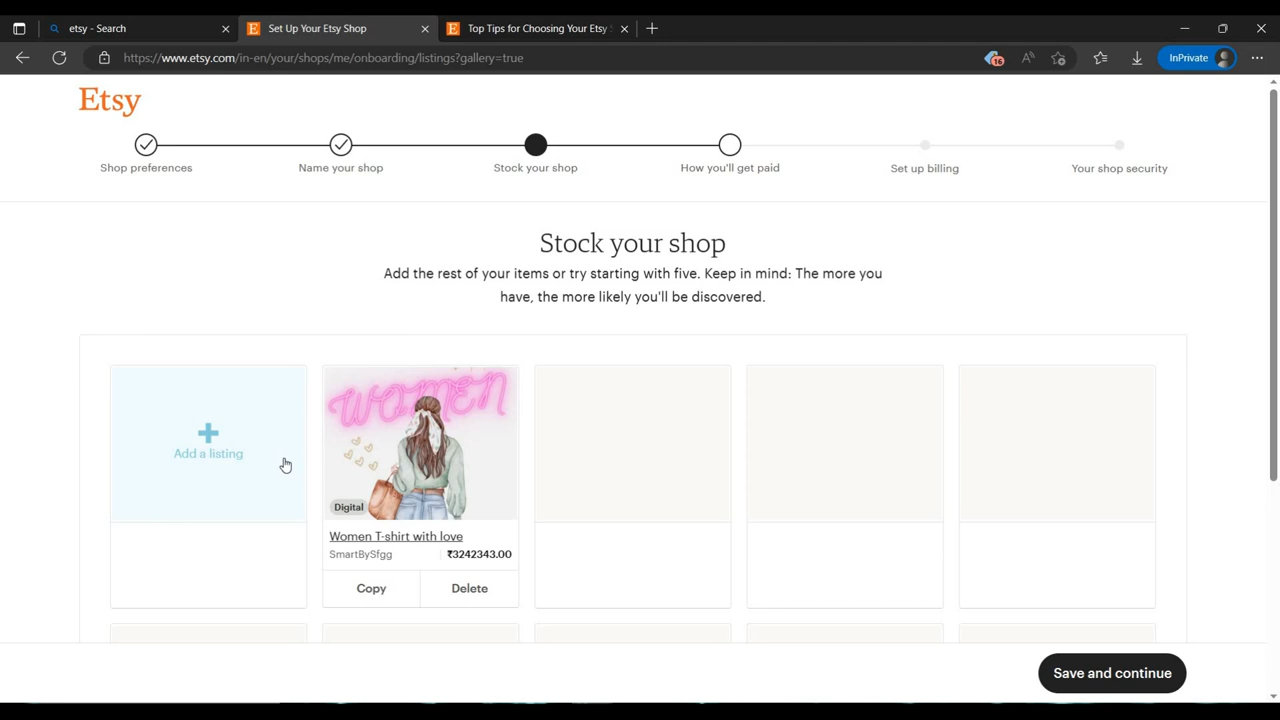 etsy - Search
Set Up Your Etsy Shop
Top Tips for Choosing Your Etsy
https://www.etsy.com/in-en/your/shops/me/onboarding/listings?gallery=true
16
InPrivate
Etsy
Shop preferences
Name your shop
Stock your shop
How you'll get paid
Set up billing
Your shop security
Stock your shop
Add the rest of your items or try starting with five. Keep in mind: The more you
have, the more likely you'll be discovered.
Add a listing
WOMEN
Digital
Women T-shirt with love
SmartBySfgg ₹3242343.00
Copy Delete
Save and continue